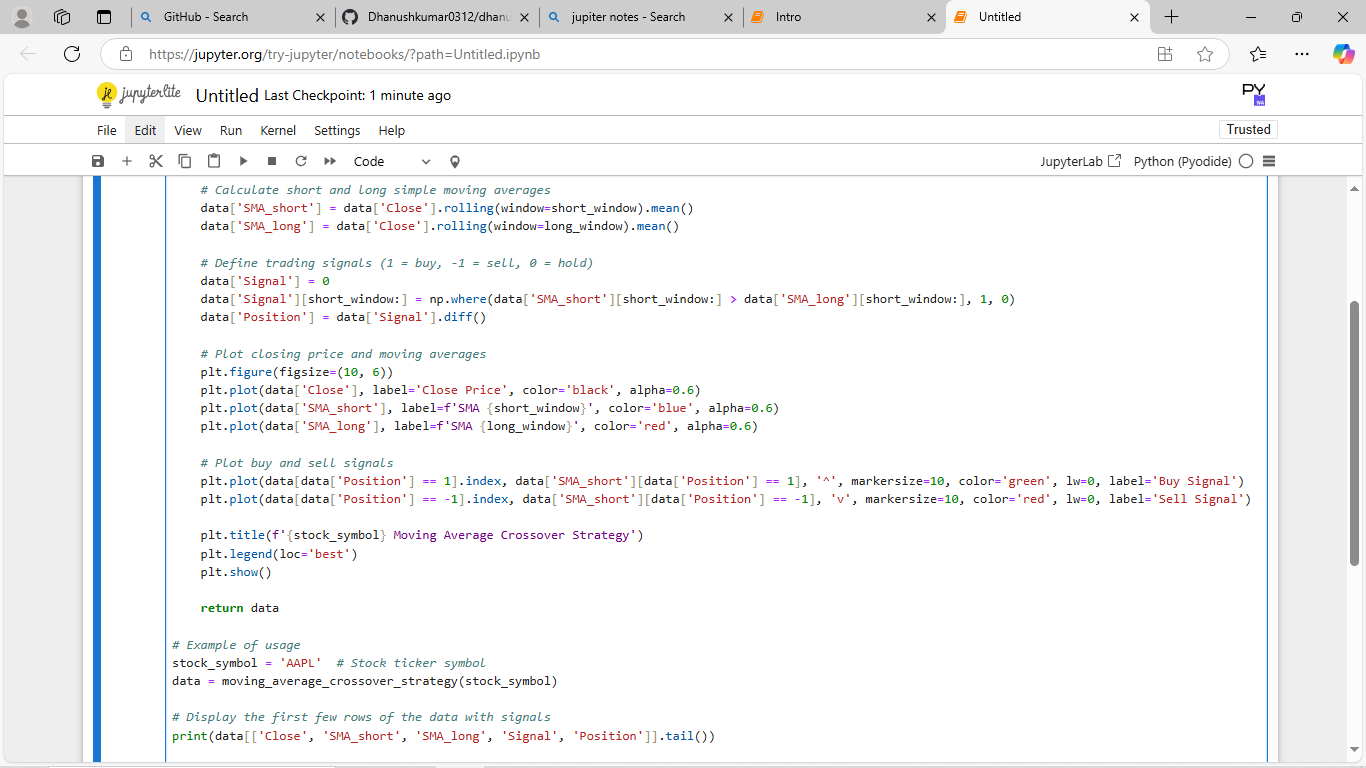 GitHub - Search
Dhanushkumar0312/dhanu
jupiter notes - Search
Intro
Untitled
https://jupyter.org/try-jupyter/notebooks/?path=Untitled.ipynb
jupyterlite
Untitled Last Checkpoint: 1 minute ago
PY
File Edit View Run Kernel Settings Help
Trusted
Code
JupyterLab
Python (Pyodide)
# Calculate short and long simple moving averages
data['SMA_short'] = data['Close'].rolling(window=short_window).mean()
data['SMA_long'] = data['Close'].rolling(window=long_window).mean()
# Define trading signals (1 = buy, -1 = sell, 0 = hold)
data['Signal'] = 0
data['Signal'][short_window:] = np.where(data['SMA_short'][short_window:] > data['SMA_long'][short_window:], 1, 0)
data['Position'] = data['Signal'].diff()
# Plot closing price and moving averages
plt.figure(figsize=(10, 6))
plt.plot(data['Close'], label='Close Price', color='black', alpha=0.6)
plt.plot(data['SMA_short'], label=f'SMA {short_window}', color='blue', alpha=0.6)
plt.plot(data['SMA_long'], label=f'SMA {long_window}', color='red', alpha=0.6)
# Plot buy and sell signals
plt.plot(data[data['Position'] == 1].index, data['SMA_short'][data['Position'] == 1], '^', markersize=10, color='green', lw=0, label='Buy Signal')
plt.plot(data[data['Position'] == -1].index, data['SMA_short'][data['Position'] == -1], 'v', markersize=10, color='red', lw=0, label='Sell Signal')
plt.title(f'{stock_symbol} Moving Average Crossover Strategy')
plt.legend(loc='best')
plt.show()
return data
# Example of usage
stock_symbol = 'AAPL'  # Stock ticker symbol
data = moving_average_crossover_strategy(stock_symbol)
# Display the first few rows of the data with signals
print(data[['Close', 'SMA_short', 'SMA_long', 'Signal', 'Position']].tail())